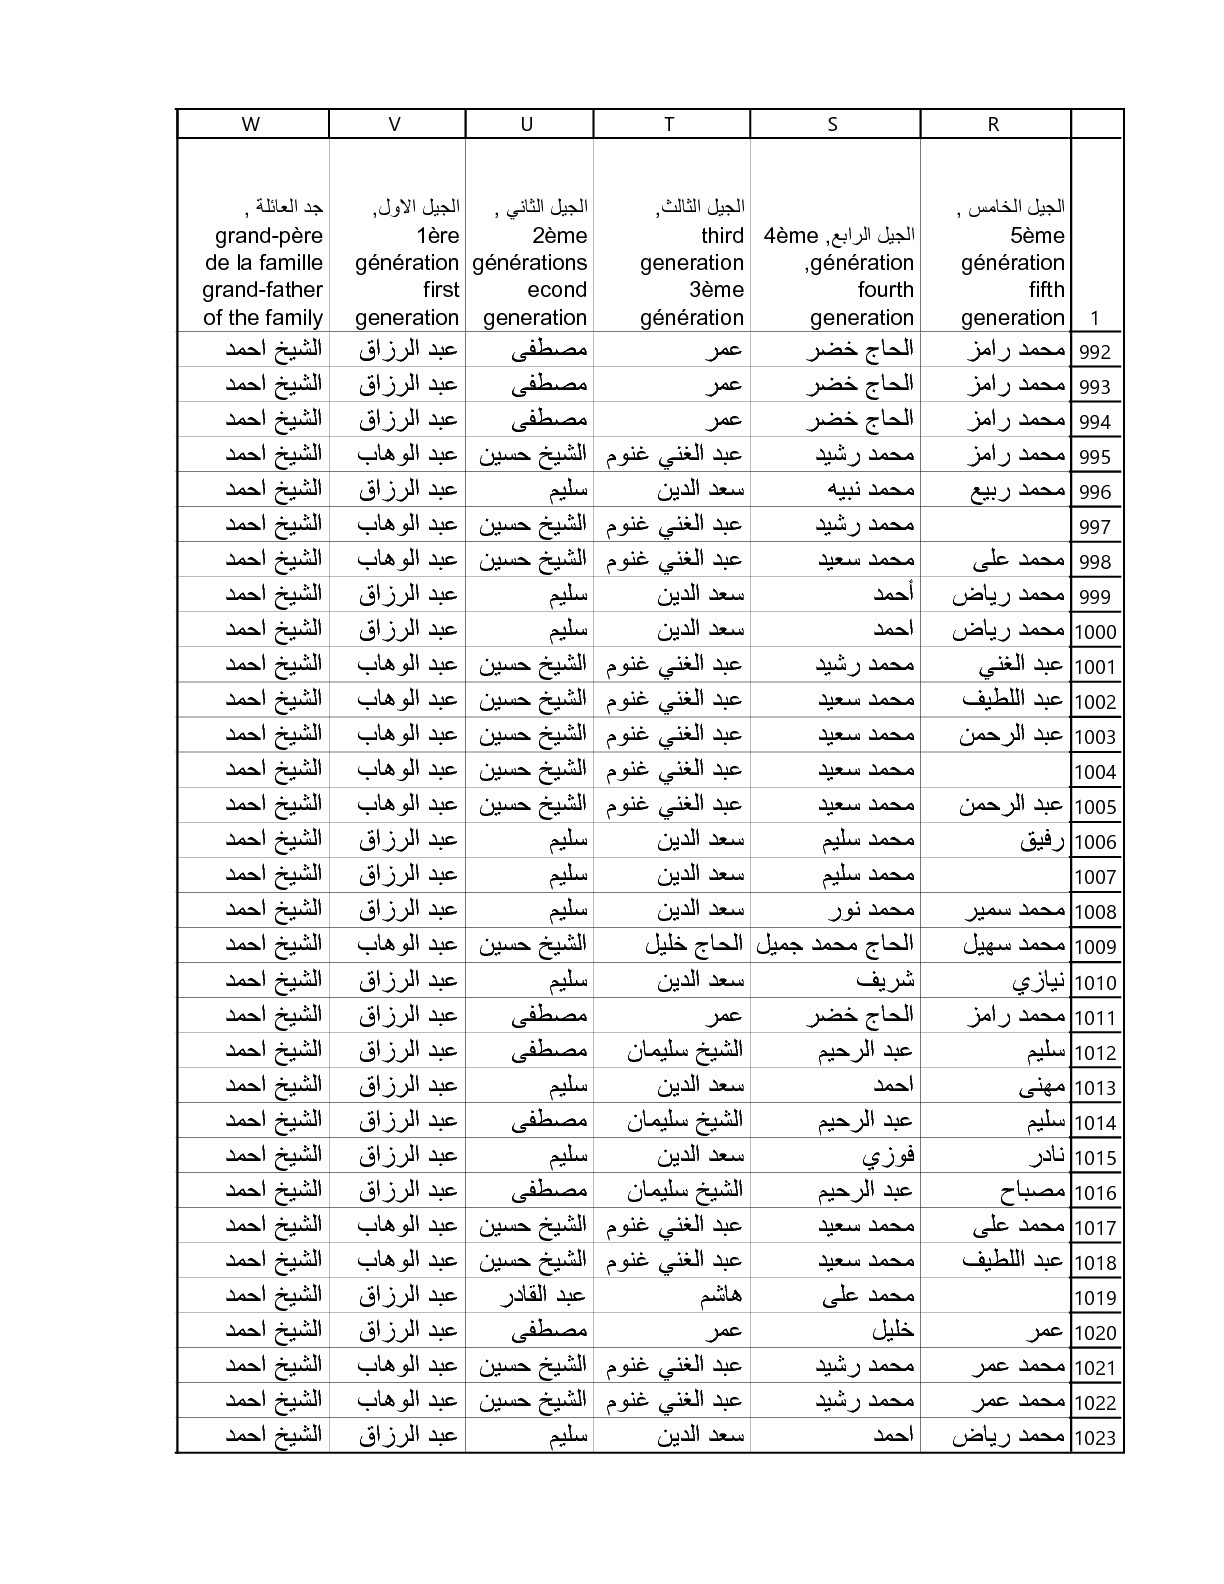 R S T U V W
الجيل الخامس , 5ème génération fifth generation
الجيل الرابع, 4ème génération, fourth generation
الجيل الثالث, third generation 3ème génération
الجيل الثاني , 2ème générations econd generation
الجيل الاول, 1ère génération first generation
جد العائلة , grand-père de la famille grand-father of the family
1
992 محمد رامز الحاج خضر عمر مصطفى عبد الرزاق الشيخ احمد
993 محمد رامز الحاج خضر عمر مصطفى عبد الرزاق الشيخ احمد
994 محمد رامز الحاج خضر عمر مصطفى عبد الرزاق الشيخ احمد
995 محمد رامز محمد رشيد عبد الغني غنوم الشيخ حسين عبد الوهاب الشيخ احمد
996 محمد ربيع محمد نبيه سعد الدين سليم عبد الرزاق الشيخ احمد
997 محمد رشيد عبد الغني غنوم الشيخ حسين عبد الوهاب الشيخ احمد
998 محمد على محمد سعيد عبد الغني غنوم الشيخ حسين عبد الوهاب الشيخ احمد
999 محمد رياض أحمد سعد الدين سليم عبد الرزاق الشيخ احمد
1000 محمد رياض احمد سعد الدين سليم عبد الرزاق الشيخ احمد
1001 عبد الغني محمد رشيد عبد الغني غنوم الشيخ حسين عبد الوهاب الشيخ احمد
1002 عبد اللطيف محمد سعيد عبد الغني غنوم الشيخ حسين عبد الوهاب الشيخ احمد
1003 عبد الرحمن محمد سعيد عبد الغني غنوم الشيخ حسين عبد الوهاب الشيخ احمد
1004 محمد سعيد عبد الغني غنوم الشيخ حسين عبد الوهاب الشيخ احمد
1005 عبد الرحمن محمد سعيد عبد الغني غنوم الشيخ حسين عبد الوهاب الشيخ احمد
1006 رفيق محمد سليم سعد الدين سليم عبد الرزاق الشيخ احمد
1007 محمد سليم سعد الدين سليم عبد الرزاق الشيخ احمد
1008 محمد سمير محمد نور سعد الدين سليم عبد الرزاق الشيخ احمد
1009 محمد سهيل الحاج محمد جميل الحاج خليل الشيخ حسين عبد الوهاب الشيخ احمد
1010 نيازي شريف سعد الدين سليم عبد الرزاق الشيخ احمد
1011 محمد رامز الحاج خضر عمر مصطفى عبد الرزاق الشيخ احمد
1012 سليم عبد الرحيم الشيخ سليمان مصطفى عبد الرزاق الشيخ احمد
1013 مهنى احمد سعد الدين سليم عبد الرزاق الشيخ احمد
1014 سليم عبد الرحيم الشيخ سليمان مصطفى عبد الرزاق الشيخ احمد
1015 نادر فوزي سعد الدين سليم عبد الرزاق الشيخ احمد
1016 مصباح عبد الرحيم الشيخ سليمان مصطفى عبد الرزاق الشيخ احمد
1017 محمد على محمد سعيد عبد الغني غنوم الشيخ حسين عبد الوهاب الشيخ احمد
1018 عبد اللطيف محمد سعيد عبد الغني غنوم الشيخ حسين عبد الوهاب الشيخ احمد
1019 محمد على هاشم عبد القادر عبد الرزاق الشيخ احمد
1020 عمر خليل عمر مصطفى عبد الرزاق الشيخ احمد
1021 محمد عمر محمد رشيد عبد الغني غنوم الشيخ حسين عبد الوهاب الشيخ احمد
1022 محمد عمر محمد رشيد عبد الغني غنوم الشيخ حسين عبد الوهاب الشيخ احمد
1023 محمد رياض احمد سعد الدين سليم عبد الرزاق الشيخ احمد